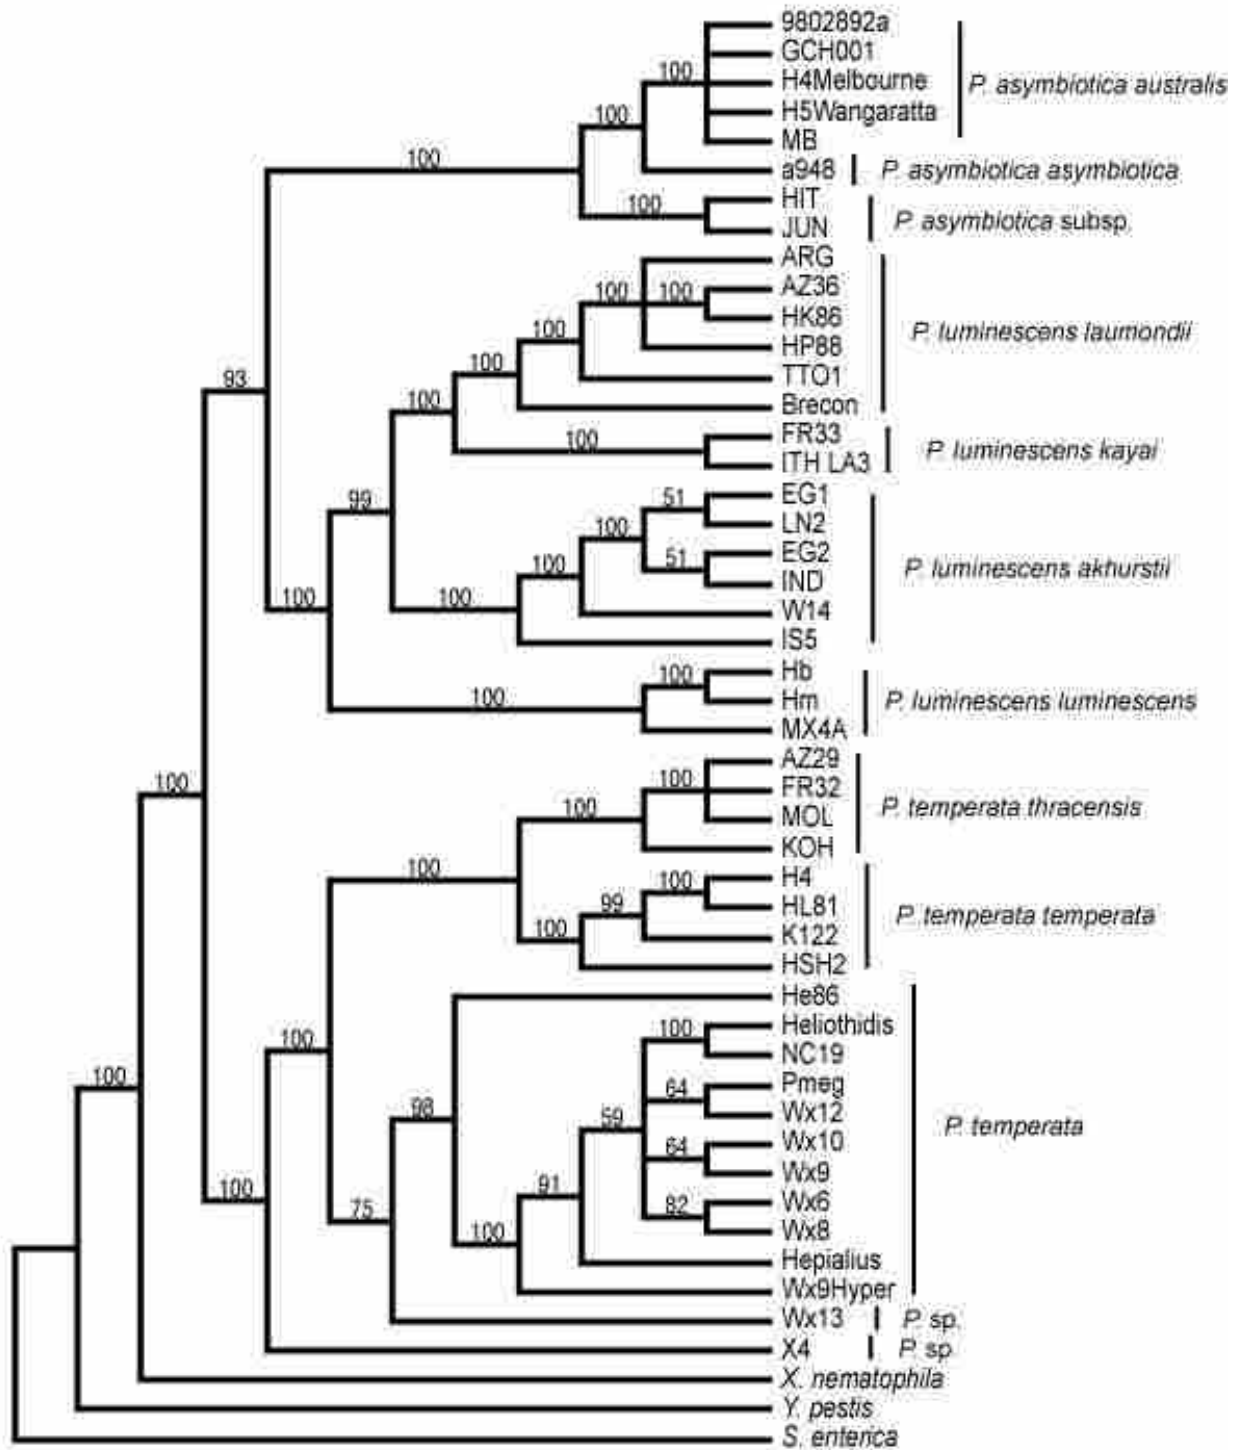 9802892a
GCH001
100
H4Melbourne
P. asymbiotica australis
100
H5Wangaratta
MB
100
a948
P. asymbiotica asymbiotica
HIT
100
JUN
P. asymbiotica subsp.
ARG
100
100
AZ36
HK86
P. luminescens laumondii
100
HP88
100
TTO1
93
100
Brecon
FR33
100
ITH LA3
P. luminescens kayai
99
51
EG1
LN2
100
EG2
51
IND
P. luminescens akhurstii
100
100
100
W14
IS5
Hb
100
Hm
P. luminescens luminescens
100
MX4A
AZ29
100
100
FR32
P. temperata thracensis
100
MOL
KOH
100
H4
100
HL81
99
P. temperata temperata
100
K122
HSH2
He86
100
100
Heliothidis
NC19
100
64
Pmeg
98
59
Wx12
P. temperata
64
Wx10
Wx9
100
75
91
82
Wx6
100
Wx8
Hepialius
Wx9Hyper
Wx13
P. sp.
X4
P. sp.
X. nematophila
Y. pestis
S. enterica